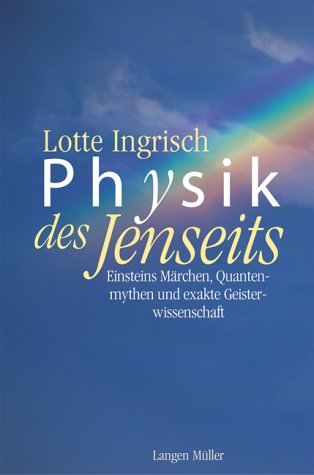 Lotte Ingrisch
Physik
des Jenseits
Einsteins Märchen, Quanten-
mythen und exakte Geister-
wissenschaft
Langen Müller